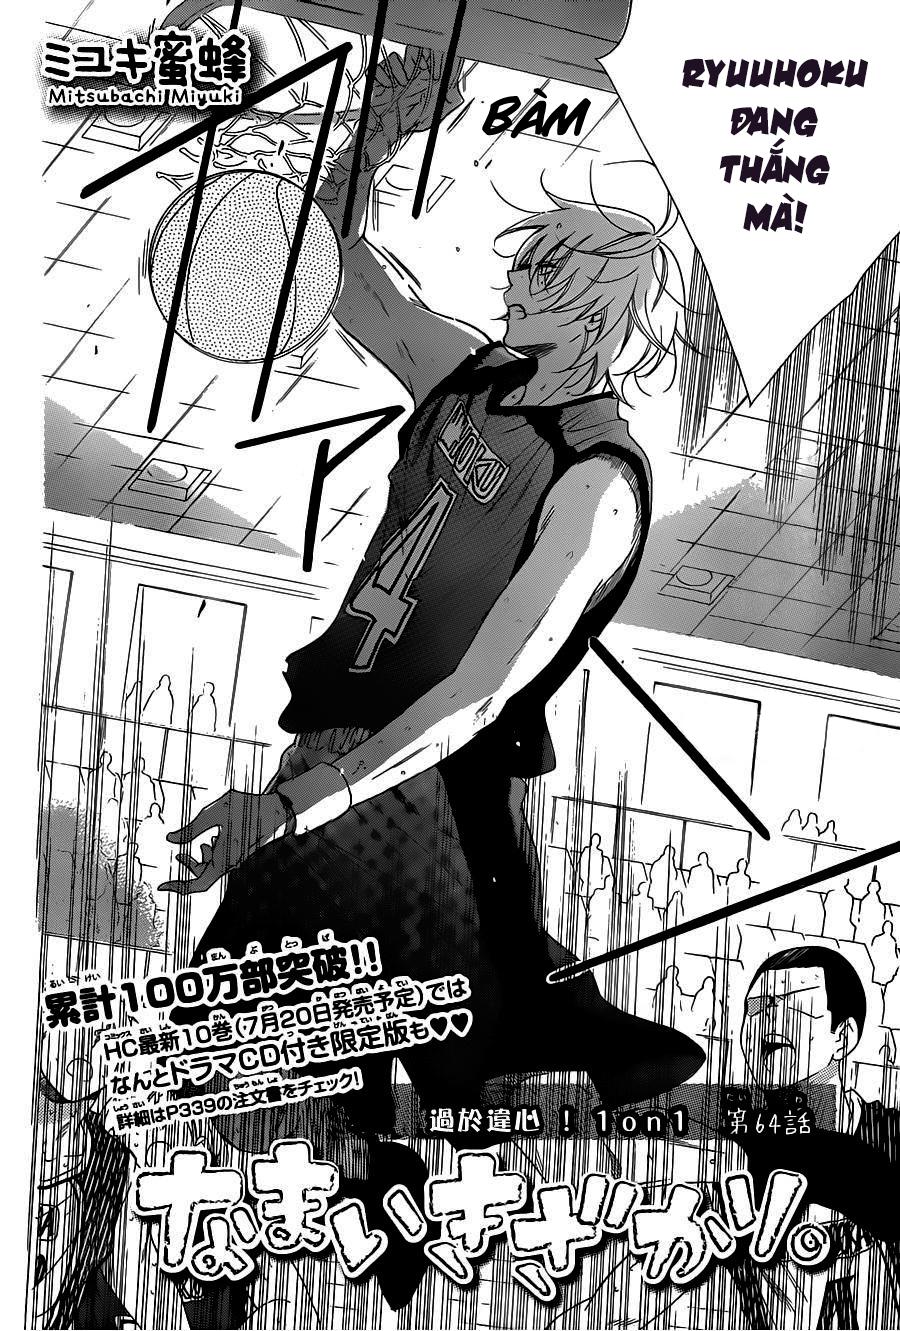 ミユキ蜜蜂
Mitsubachi Miyuki
BÀM
RYUUHOKU
ĐANG
THẮNG
MÀ!
HOKU
4
累計100万部突破!!
HC最新10巻(7月20日発売予定)では
なんとドラマCD付き限定版も♥♥
詳細はP339の注文書をチェック!
過於違心！1on1 第64話
なまいきざかり。